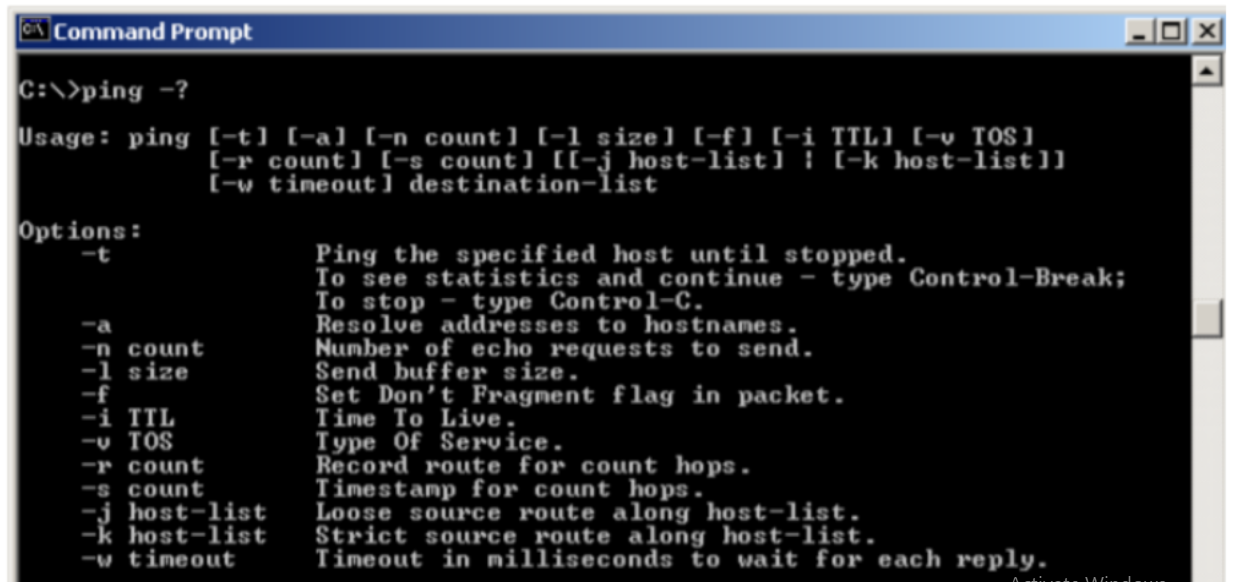 Command Prompt
C:\>ping -?
Usage: ping [-t] [-a] [-n count] [-l size] [-f] [-i TTL] [-v TOS]
[-r count] [-s count] [[-j host-list] ¦ [-k host-list]]
[-w timeout] destination-list
Options:
-t Ping the specified host until stopped.
To see statistics and continue - type Control-Break;
To stop - type Control-C.
-a Resolve addresses to hostnames.
-n count Number of echo requests to send.
-l size Send buffer size.
-f Set Don't Fragment flag in packet.
-i TTL Time To Live.
-v TOS Type Of Service.
-r count Record route for count hops.
-s count Timestamp for count hops.
-j host-list Loose source route along host-list.
-k host-list Strict source route along host-list.
-w timeout Timeout in milliseconds to wait for each reply.
Activate Windows